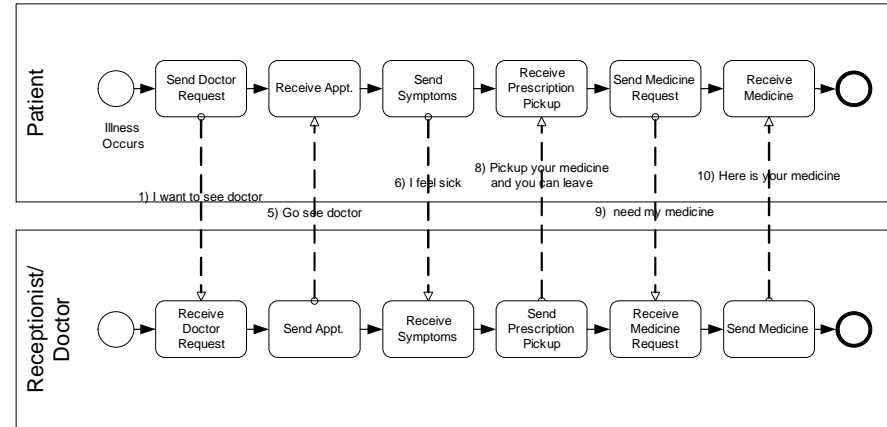 Patient
Send Doctor
Request
Receive Appt.
Send
Symptoms
Receive
Prescription
Pickup
Send Medicine
Request
Receive
Medicine
Illness
Occurs
1) I want to see doctor
5) Go see doctor
6) I feel sick
8) Pickup your medicine
and you can leave
9)  need my medicine
10) Here is your medicine
Receptionist/
Doctor
Receive
Doctor
Request
Send Appt.
Receive
Symptoms
Send
Prescription
Pickup
Receive
Medicine
Request
Send Medicine